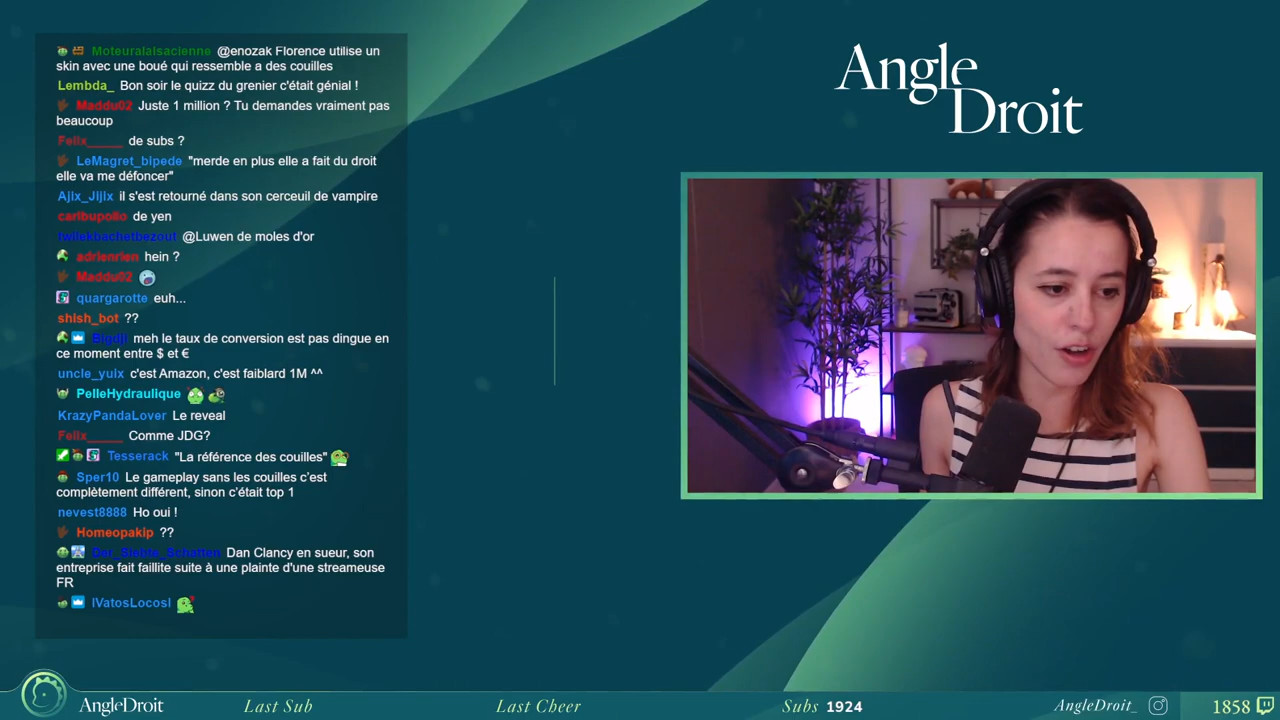 Moteuralalsacienne @enozak Florence utilise un
skin avec une boué qui ressemble a des couilles
Lembda_ Bon soir le quizz du grenier c'était génial !
Maddu02 Juste 1 million ? Tu demandes vraiment pas
beaucoup
Felix_____ de subs ?
LeMagret_bipede "merde en plus elle a fait du droit
elle va me défoncer"
Ajix_Jijix il s'est retourné dans son cerceuil de vampire
caribupollo de yen
twilekbachetbezout @Luwen de moles d'or
adrienrien hein ?
Maddu02
quargarotte euh...
shish_bot ??
meh le taux de conversion est pas dingue en
ce moment entre $ et €
uncle_yuix c'est Amazon, c'est faiblard 1M ^^
PelleHydraulique
KrazyPandaLover Le reveal
Felix_____ Comme JDG?
Tesserack "La référence des couilles"
Sper10 Le gameplay sans les couilles c'est
complètement différent, sinon c'était top 1
nevest8888 Ho oui !
Homeopakip ??
Dan Clancy en sueur, son
entreprise fait faillite suite à une plainte d'une streameuse
FR
lVatosLocosl
Angle
Droit
AngleDroit
Last Sub
Last Cheer
Subs 1924
AngleDroit_
1858